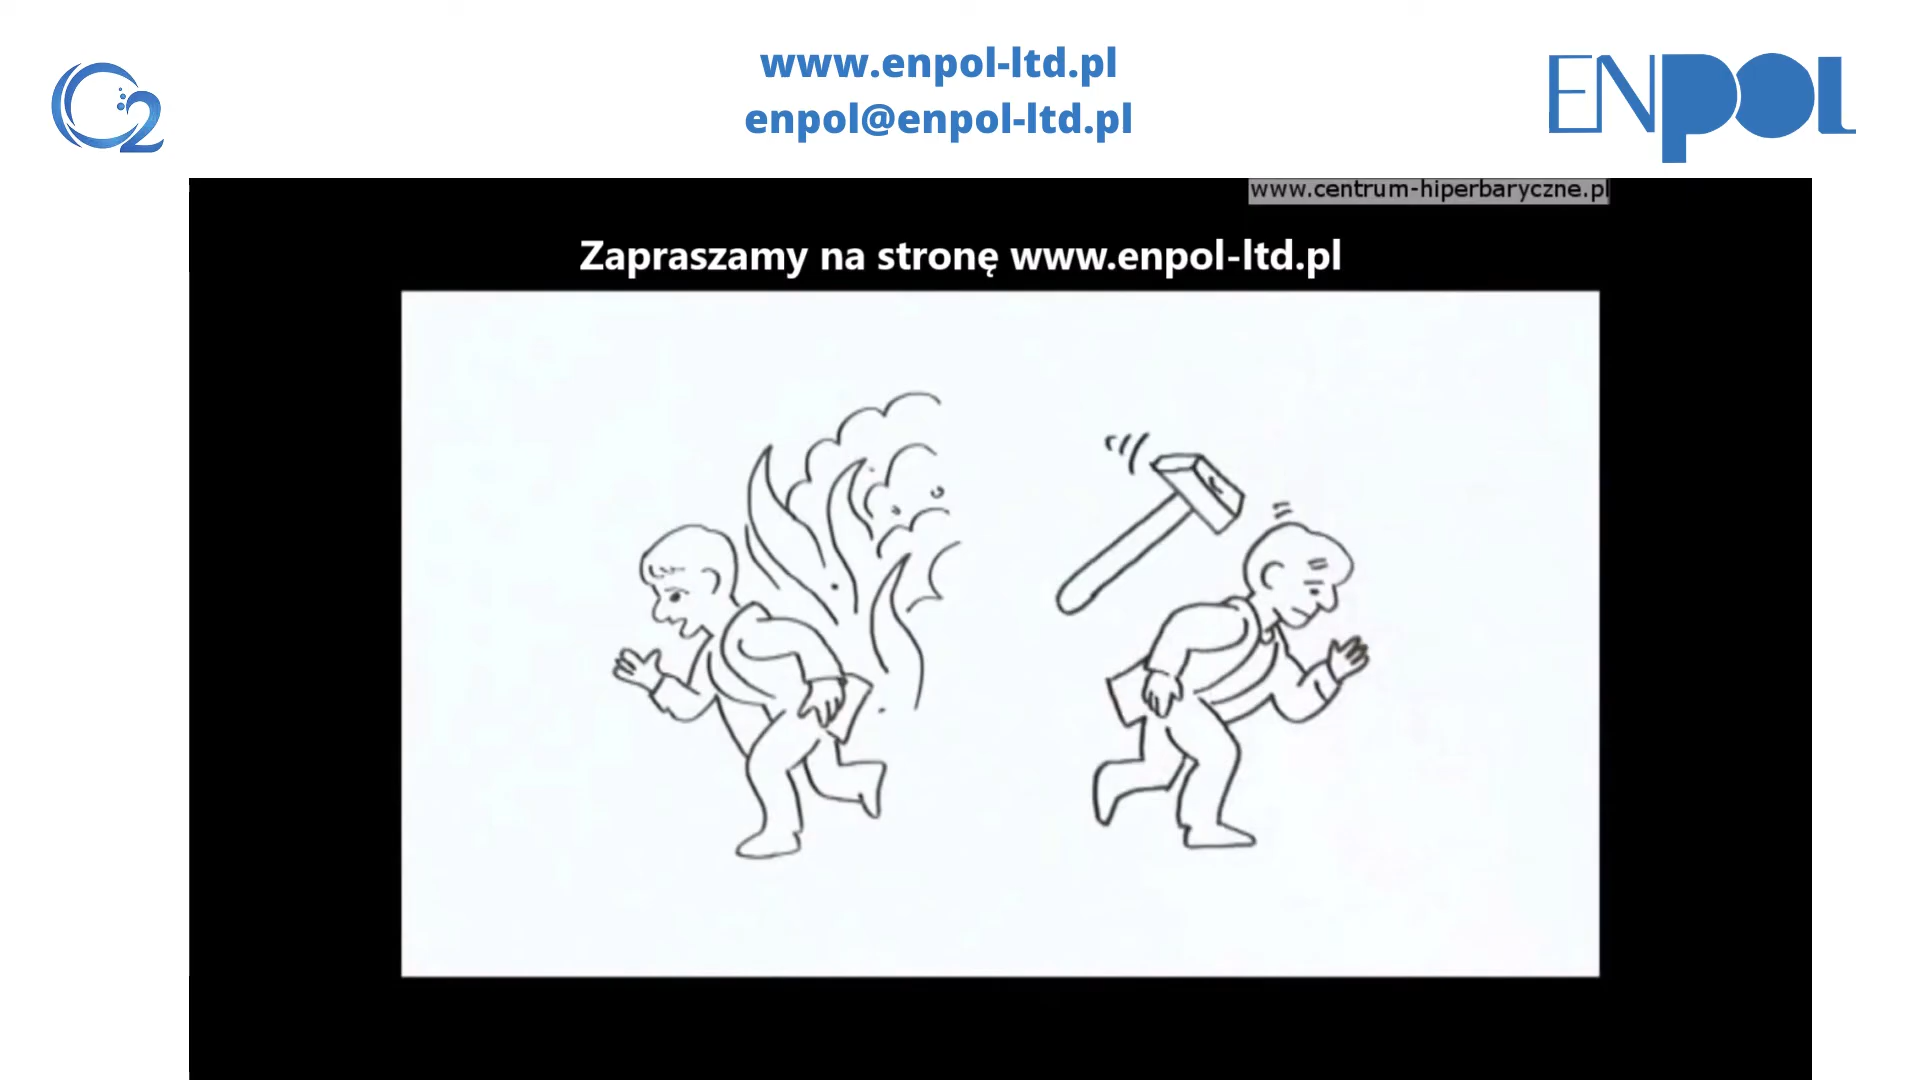 www.enpol-ltd.pl
enpol@enpol-ltd.pl
O2
ENPOL
www.centrum-hiperbaryczne.pl
Zapraszamy na stronę www.enpol-ltd.pl